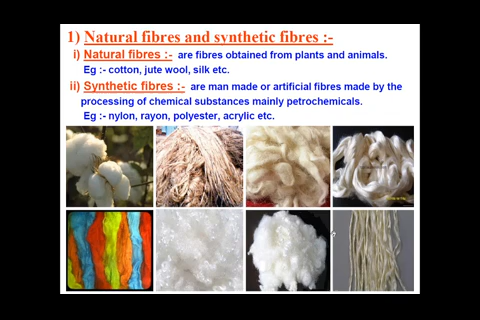 1) Natural fibres and synthetic fibres :-
i) Natural fibres :- are fibres obtained from plants and animals.
Eg :- cotton, jute wool, silk etc.
ii) Synthetic fibres :- are man made or artificial fibres made by the
processing of chemical substances mainly petrochemicals.
Eg :- nylon, rayon, polyester, acrylic etc.